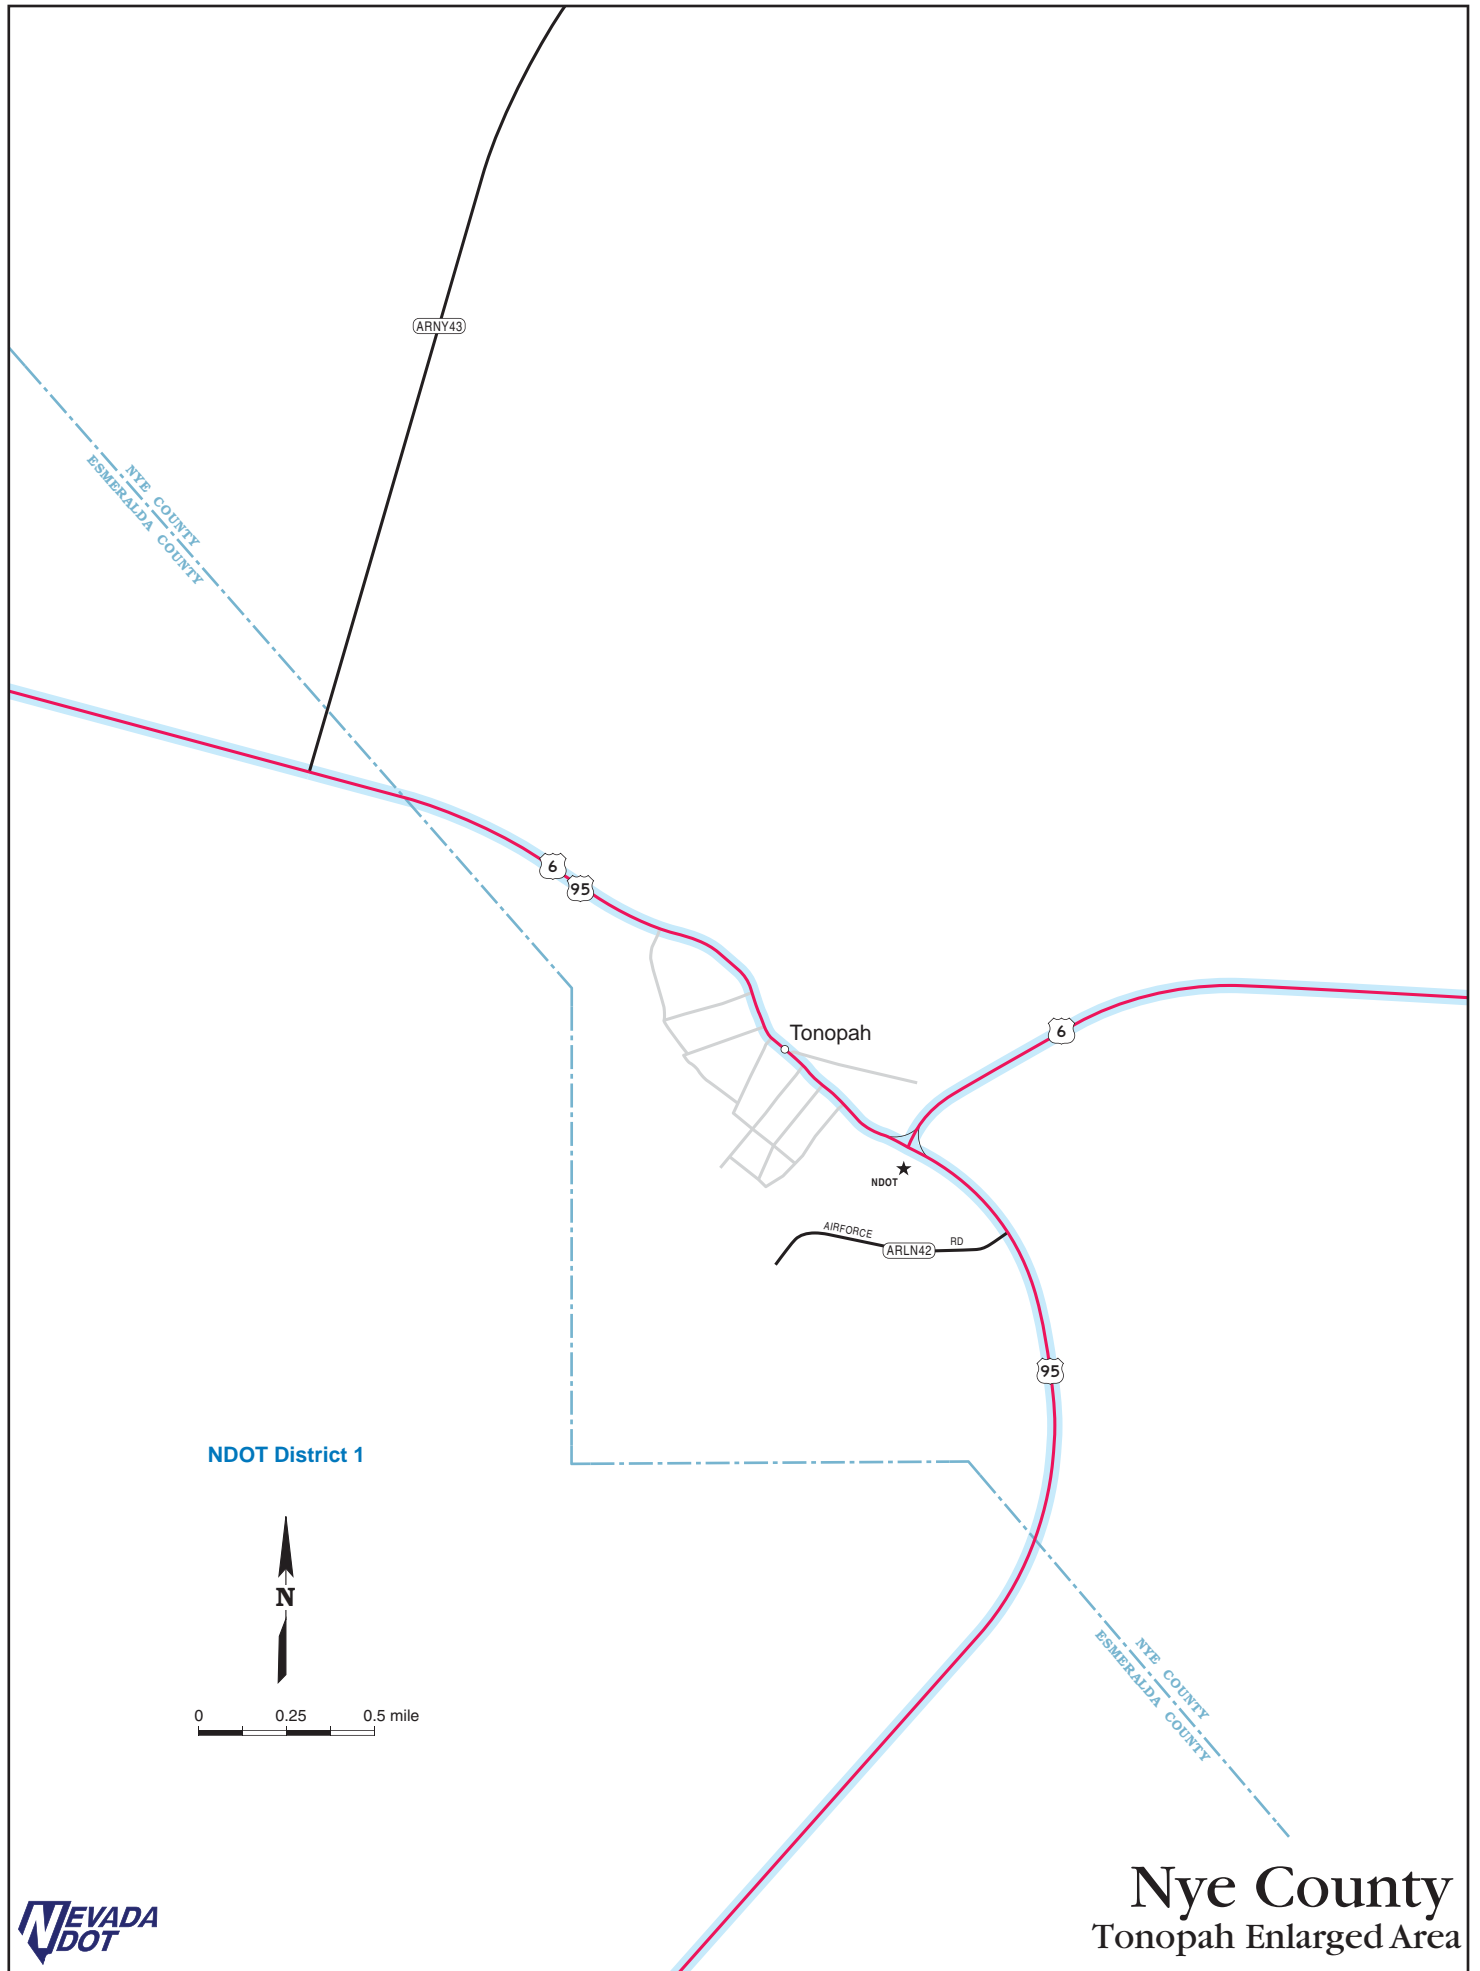 ARNY43
NYE COUNTY
ESMERALDA COUNTY
6
95
Tonopah
6
NDOT
AIRFORCE
RD
ARLN42
95
NDOT District 1
N
0 0.25 0.5 mile
NYE COUNTY
ESMERALDA COUNTY
Nye County
Tonopah Enlarged Area
NEVADA
DOT